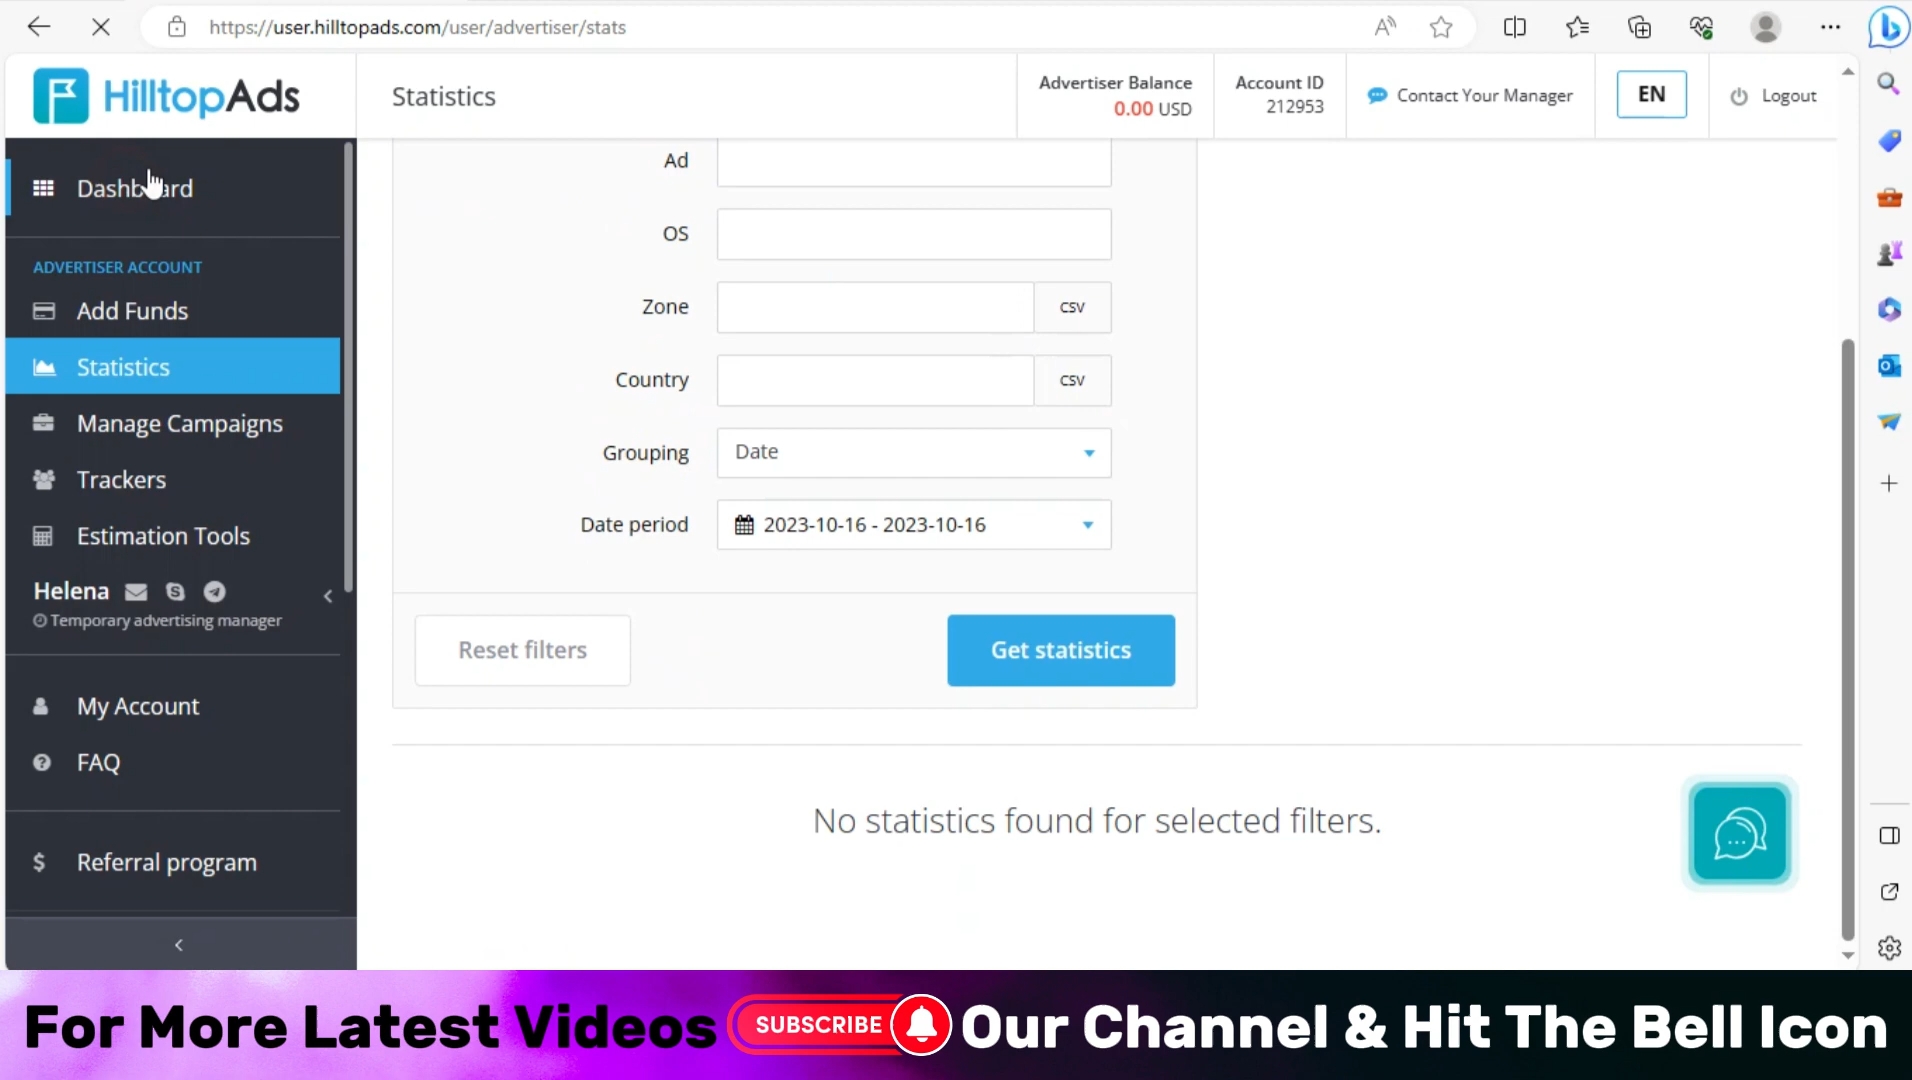 https://user.hilltopads.com/user/advertiser/stats
HilltopAds
Statistics
Advertiser Balance
0.00 USD
Account ID
212953
Contact Your Manager
EN
Logout
Dashboard
ADVERTISER ACCOUNT
Add Funds
Statistics
Manage Campaigns
Trackers
Estimation Tools
Helena
Temporary advertising manager
My Account
FAQ
Referral program
Ad
OS
Zone
CSV
Country
CSV
Grouping
Date
Date period
2023-10-16 - 2023-10-16
Reset filters
Get statistics
No statistics found for selected filters.
For More Latest Videos SUBSCRIBE Our Channel & Hit The Bell Icon